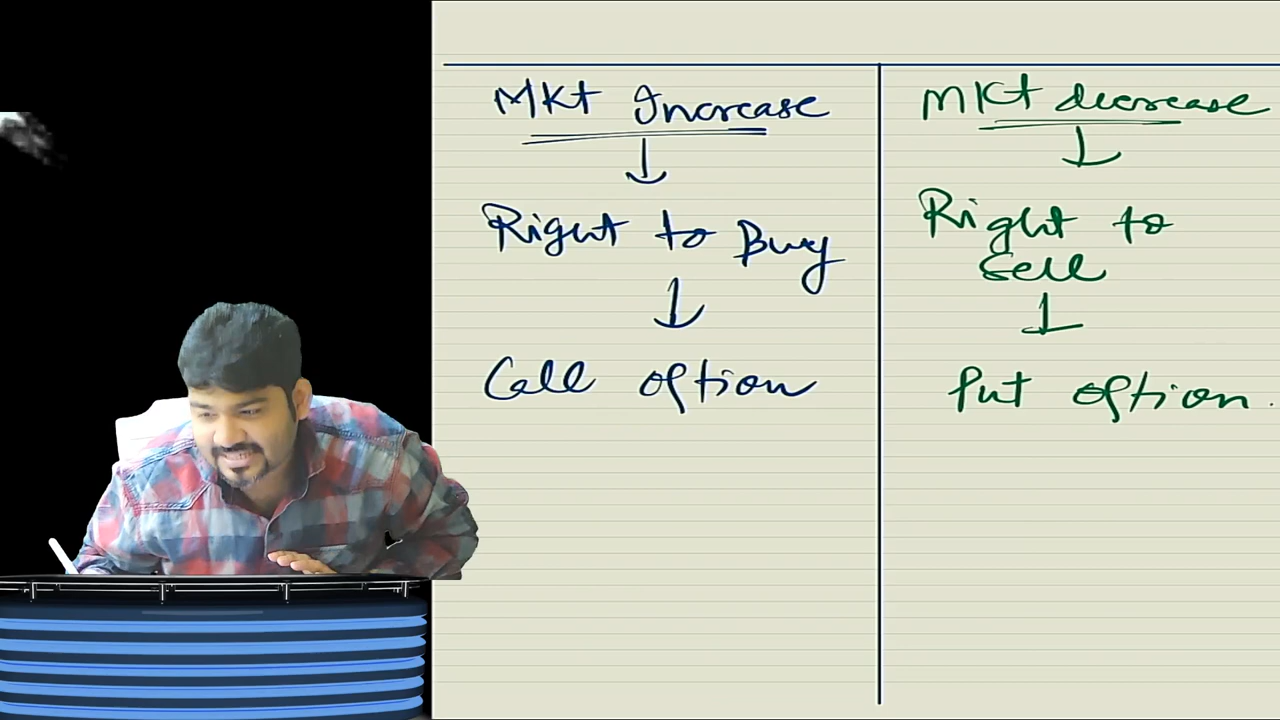 MKt Increase
Right to Buy
Call option
MKt decrease
Right to
Sell
Put option.